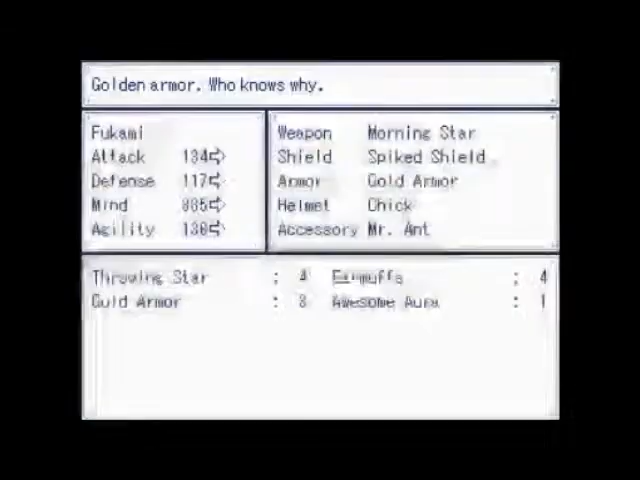 Golden armor. Who knows why.
Fukami
Attack 134
Defense 117
Mind 885
Agility 130
Weapon Morning Star
Shield Spiked Shield
Armor Gold Armor
Helmet Chick
Accessory Mr. Ant
Throwing Star : 4 Earmuffs : 4
Gold Armor : 3 Awesome Aura : 1